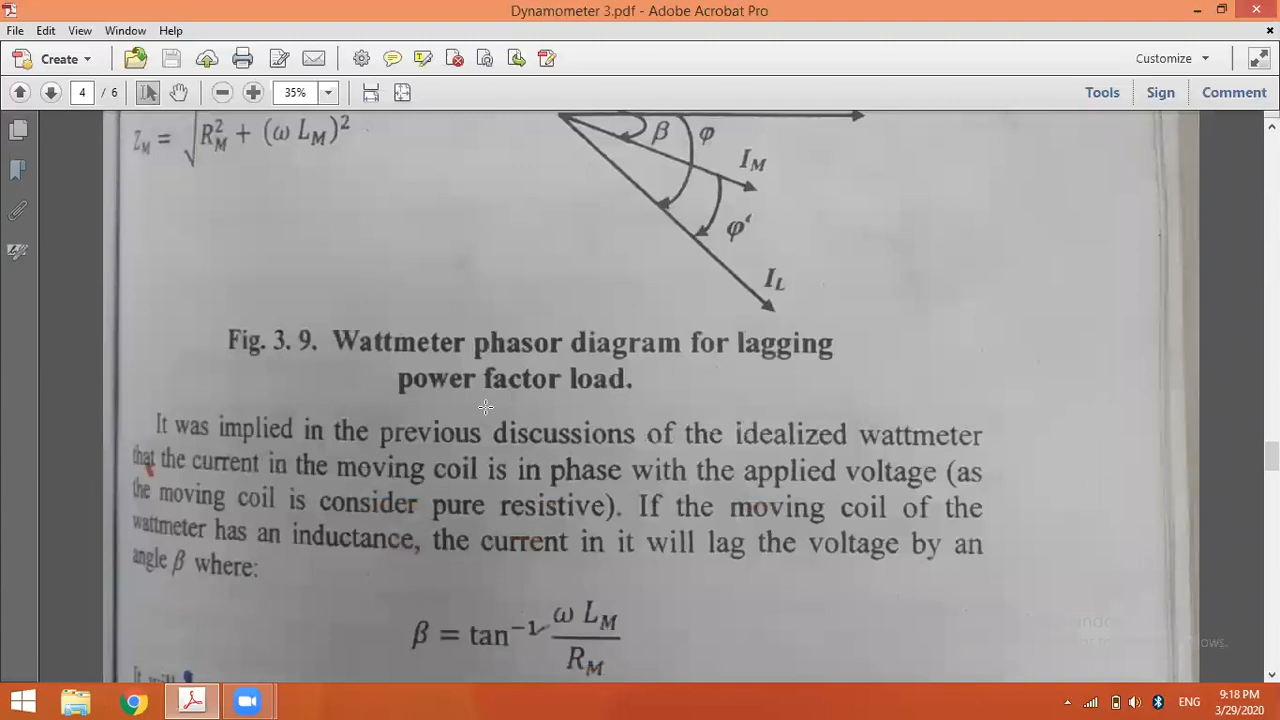 Dynamometer 3.pdf - Adobe Acrobat Pro
File Edit View Window Help
Create Customize
4 / 6 35% Tools Sign Comment
Z_M = √R_M^2 + (ω L_M)^2
β φ
I_M
φ'
I_L
Fig. 3. 9. Wattmeter phasor diagram for lagging
power factor load.
It was implied in the previous discussions of the idealized wattmeter
that the current in the moving coil is in phase with the applied voltage (as
the moving coil is consider pure resistive). If the moving coil of the
wattmeter has an inductance, the current in it will lag the voltage by an
angle β where:
β = tan^-1 ω L_M / R_M
It will
ENG
9:18 PM
3/29/2020